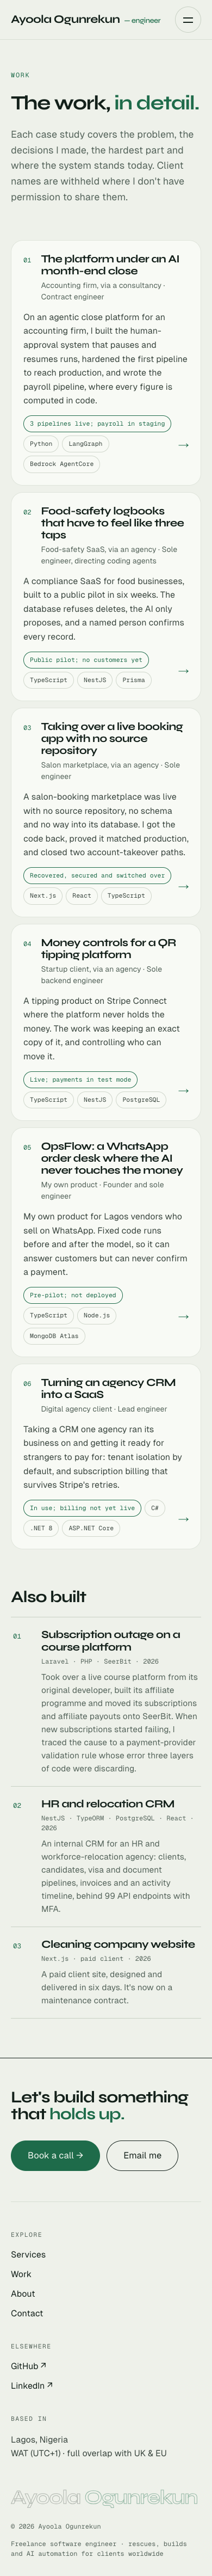 Ayoola Ogunrekun — engineer
WORK
The work, in detail.
Each case study covers the problem, the
decisions I made, the hardest part and
where the system stands today. Client
names are withheld where I don't have
permission to share them.
01 The platform under an AI
month-end close
Accounting firm, via a consultancy ·
Contract engineer
On an agentic close platform for an
accounting firm, I built the human-
approval system that pauses and
resumes runs, hardened the first pipeline
to reach production, and wrote the
payroll pipeline, where every figure is
computed in code.
3 pipelines live; payroll in staging
Python LangGraph
Bedrock AgentCore →
02 Food-safety logbooks
that have to feel like three
taps
Food-safety SaaS, via an agency · Sole
engineer, directing coding agents
A compliance SaaS for food businesses,
built to a public pilot in six weeks. The
database refuses deletes, the AI only
proposes, and a named person confirms
every record.
Public pilot; no customers yet
TypeScript NestJS Prisma →
03 Taking over a live booking
app with no source
repository
Salon marketplace, via an agency · Sole
engineer
A salon-booking marketplace was live
with no source repository, no schema
and no way into its database. I got the
code back, proved it matched production,
and closed two account-takeover paths.
Recovered, secured and switched over
Next.js React TypeScript →
04 Money controls for a QR
tipping platform
Startup client, via an agency · Sole
backend engineer
A tipping product on Stripe Connect
where the platform never holds the
money. The work was keeping an exact
copy of it, and controlling who can
move it.
Live; payments in test mode
TypeScript NestJS PostgreSQL →
05 OpsFlow: a WhatsApp
order desk where the AI
never touches the money
My own product · Founder and sole
engineer
My own product for Lagos vendors who
sell on WhatsApp. Fixed code runs
before and after the model, so it can
answer customers but can never confirm
a payment.
Pre-pilot; not deployed
TypeScript Node.js
MongoDB Atlas →
06 Turning an agency CRM
into a SaaS
Digital agency client · Lead engineer
Taking a CRM one agency ran its
business on and getting it ready for
strangers to pay for: tenant isolation by
default, and subscription billing that
survives Stripe's retries.
In use; billing not yet live C#
.NET 8 ASP.NET Core →
Also built
01 Subscription outage on a
course platform
Laravel · PHP · SeerBit · 2026
Took over a live course platform from its
original developer, built its affiliate
programme and moved its subscriptions
and affiliate payouts onto SeerBit. When
new subscriptions started failing, I
traced the cause to a payment-provider
validation rule whose error three layers
of code were discarding.
02 HR and relocation CRM
NestJS · TypeORM · PostgreSQL · React ·
2026
An internal CRM for an HR and
workforce-relocation agency: clients,
candidates, visa and document
pipelines, invoices and an activity
timeline, behind 99 API endpoints with
MFA.
03 Cleaning company website
Next.js · paid client · 2026
A paid client site, designed and
delivered in six days. It's now on a
maintenance contract.
Let's build something
that holds up.
Book a call → Email me
EXPLORE
Services
Work
About
Contact
ELSEWHERE
GitHub ↗
LinkedIn ↗
BASED IN
Lagos, Nigeria
WAT (UTC+1) · full overlap with UK & EU
Ayoola Ogunrekun
© 2026 Ayoola Ogunrekun
Freelance software engineer · rescues, builds
and AI automation for clients worldwide